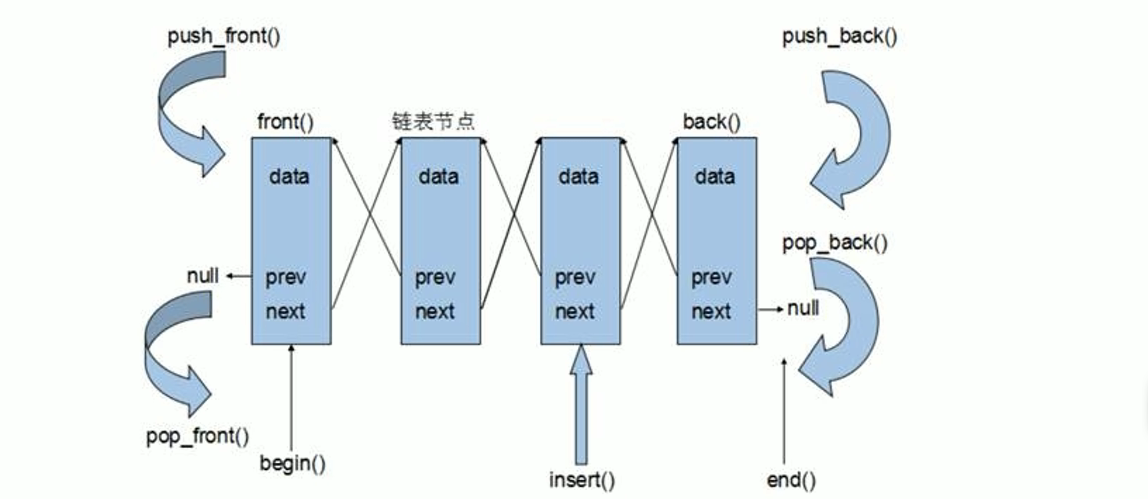 push_front()
push_back()
front()
链表节点
back()
data
data
data
data
pop_back()
null
prev
prev
prev
prev
next
next
next
next
null
pop_front()
begin()
insert()
end()